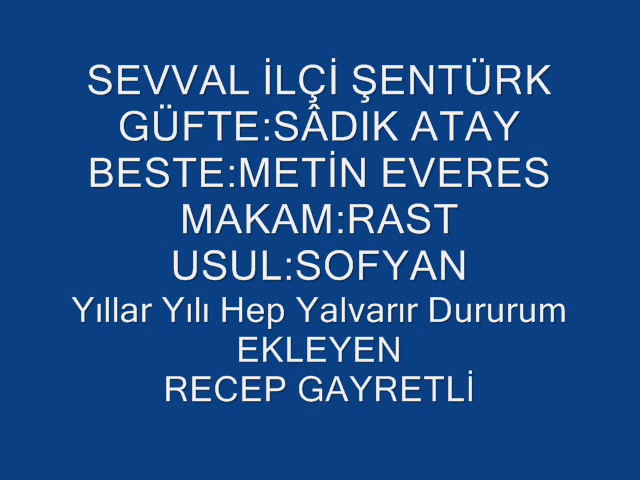 SEVVAL İLÇİ ŞENTÜRK
GÜFTE:SÂDIK ATAY
BESTE:METİN EVERES
MAKAM:RAST
USUL:SOFYAN
Yıllar Yılı Hep Yalvarır Dururum
EKLEYEN
RECEP GAYRETLİ